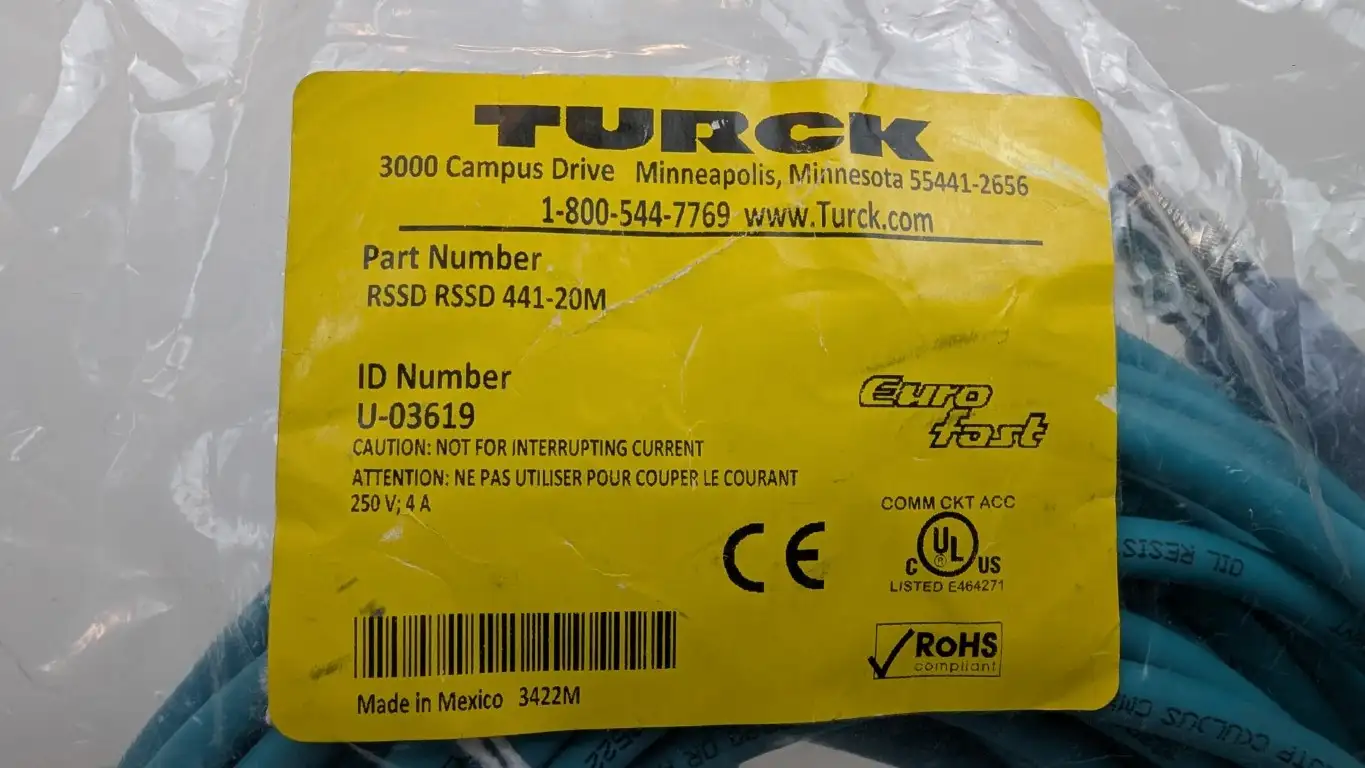 TURCK
3000 Campus Drive Minneapolis, Minnesota 55441-2656
1-800-544-7769 www.Turck.com
Part Number
RSSD RSSD 441-20M
ID Number
U-03619
CAUTION: NOT FOR INTERRUPTING CURRENT
ATTENTION: NE PAS UTILISER POUR COUPER LE COURANT
250 V; 4 A
Euro
fast
COMM CKT ACC
CE
C UL US
®
LISTED E464271
RoHS
compliant
Made in Mexico 3422M
OIL RESIS